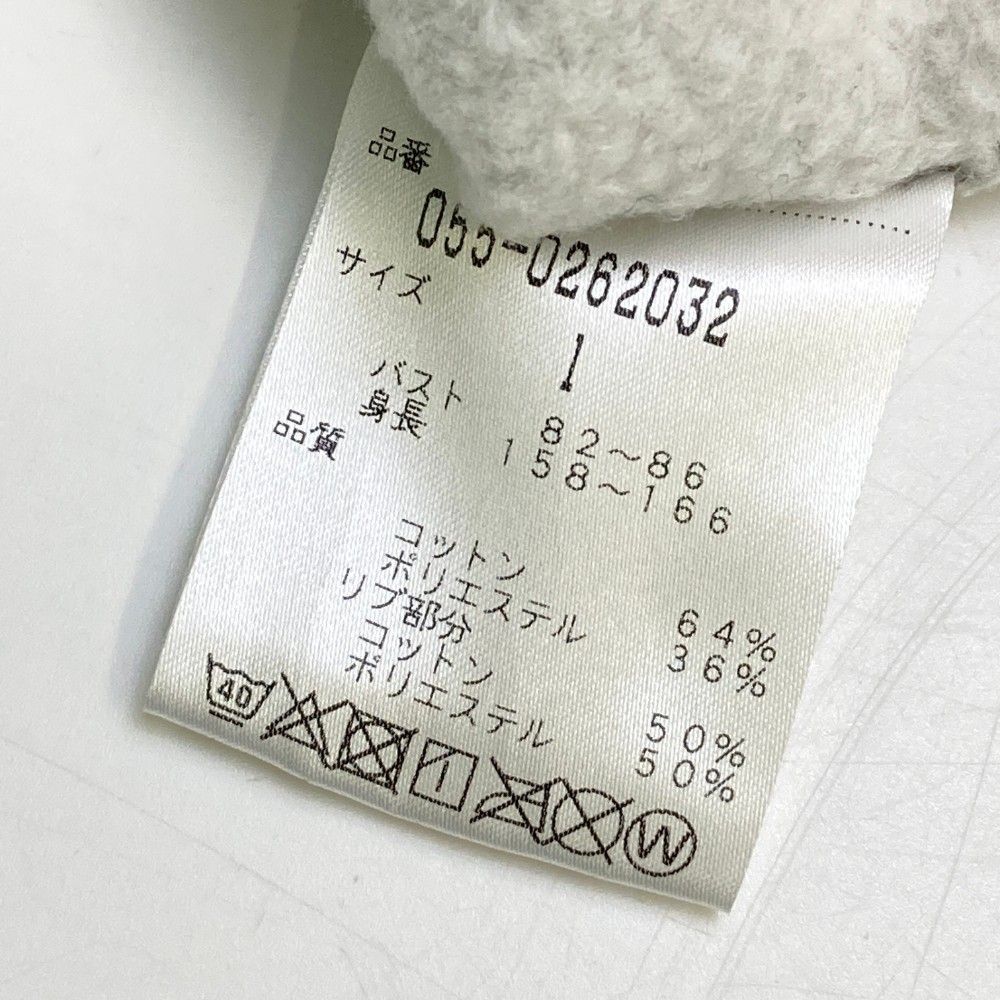 品番
055-0262032
サイズ
1
バスト 82～86
身長 158～166
品質
コットン 64%
ポリエステル 36%
リブ部分
コットン 50%
ポリエステル 50%
40
W